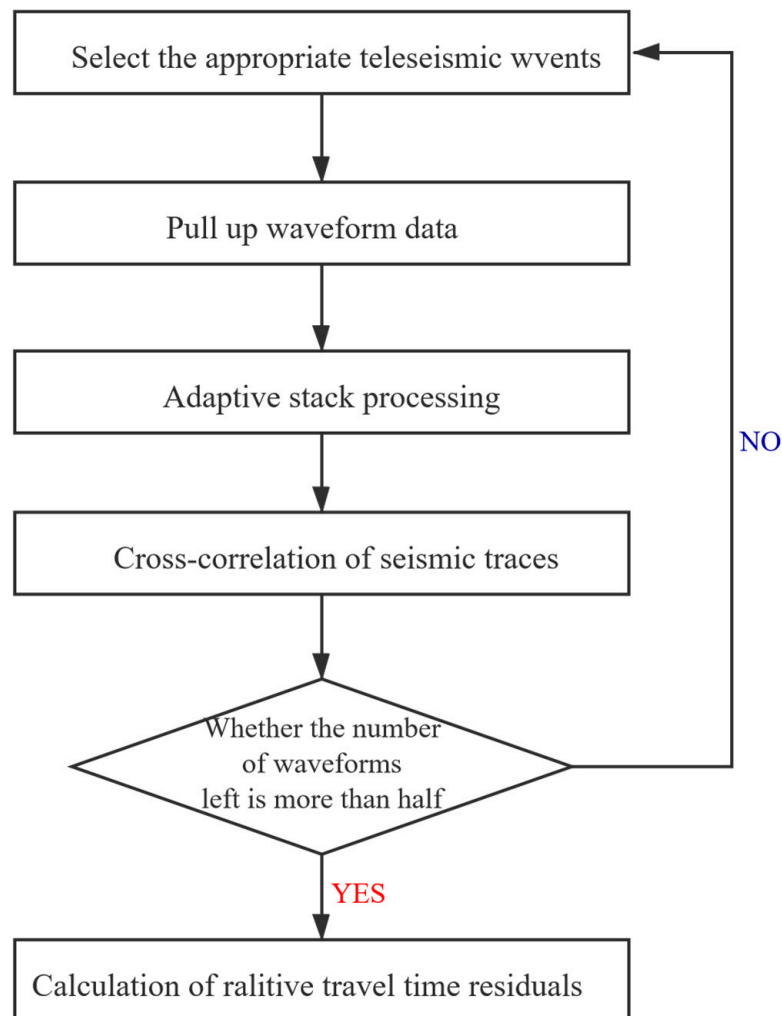 Select the appropriate teleseismic wvents
Pull up waveform data
Adaptive stack processing
NO
Cross-correlation of seismic traces
Whether the number
of waveforms
left is more than half
YES
Calculation of ralitive travel time residuals